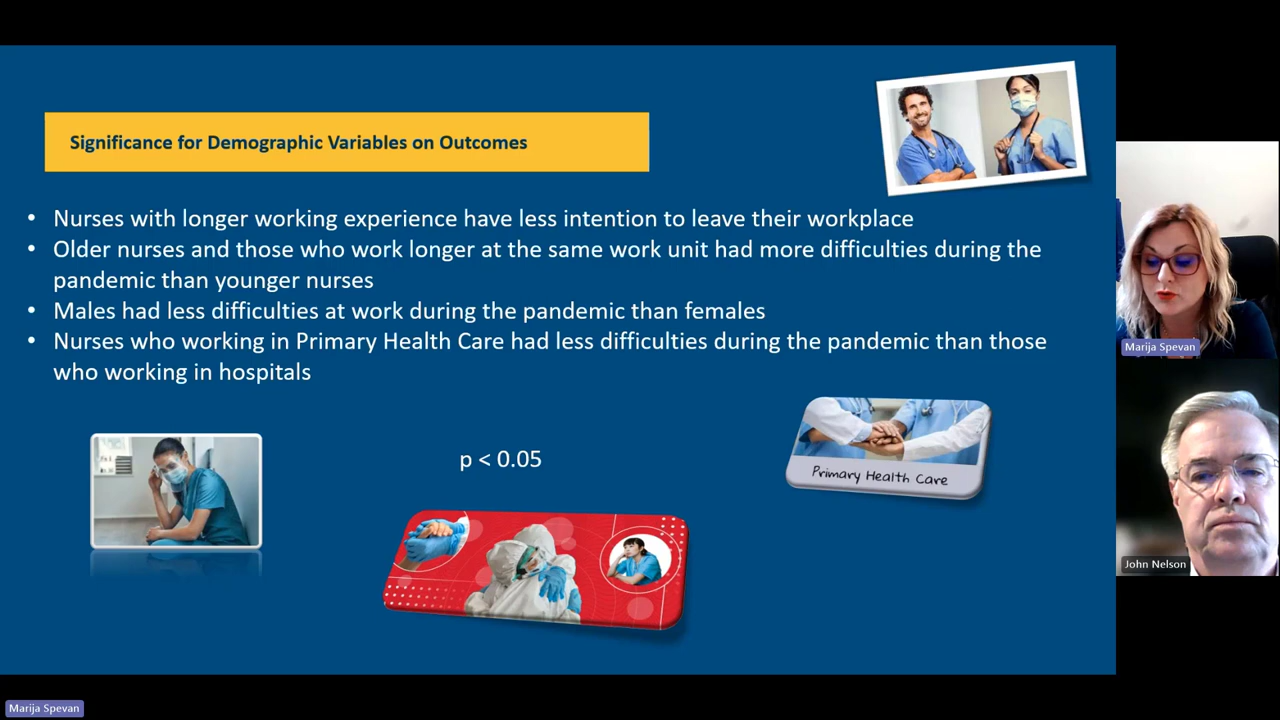 Significance for Demographic Variables on Outcomes
• Nurses with longer working experience have less intention to leave their workplace
• Older nurses and those who work longer at the same work unit had more difficulties during the
pandemic than younger nurses
• Males had less difficulties at work during the pandemic than females
• Nurses who working in Primary Health Care had less difficulties during the pandemic than those
who working in hospitals
p < 0.05
Primary Health Care
Marija Spevan
John Nelson
Marija Spevan